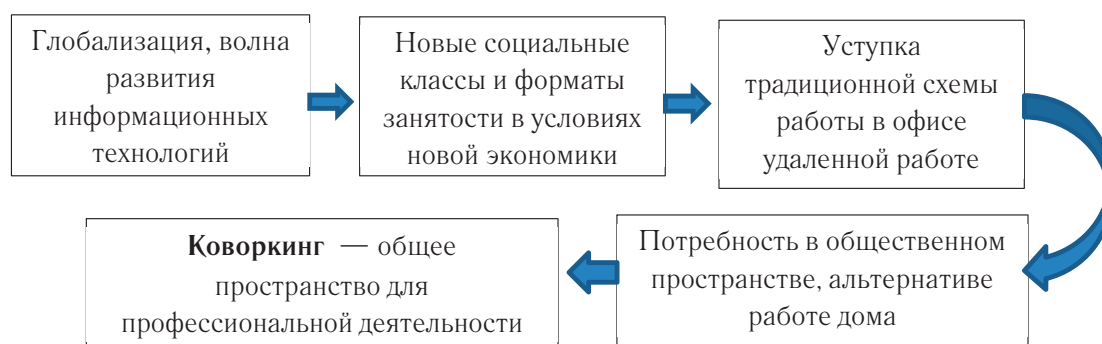 Глобализация, волна
развития
информационных
технологий
Новые социальные
классы и форматы
занятости в условиях
новой экономики
Уступка
традиционной схемы
работы в офисе
удаленной работе
Потребность в общественном
пространстве, альтернативе
работе дома
Коворкинг — общее
пространство для
профессиональной деятельности